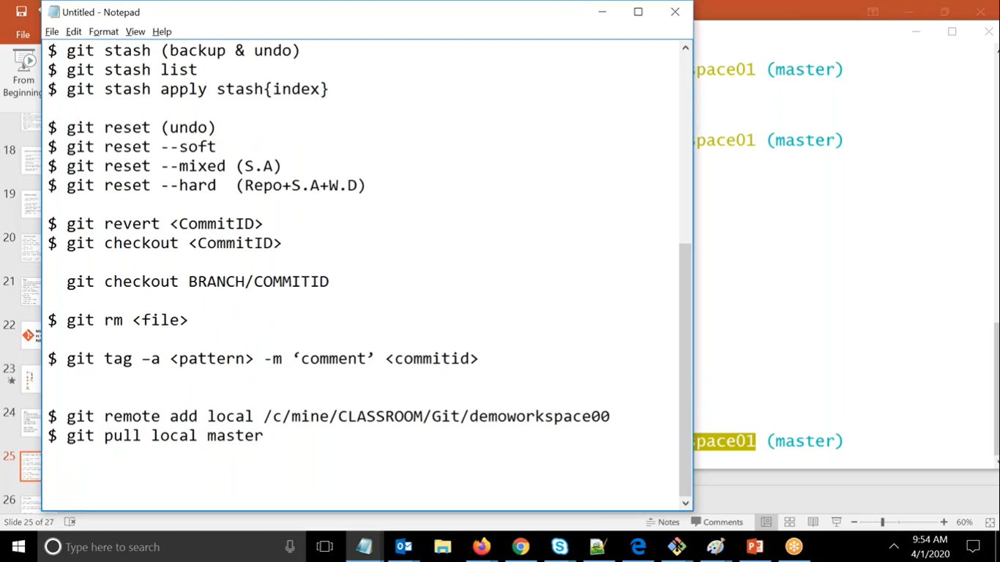 Untitled - Notepad
File Edit Format View Help
$ git stash (backup & undo)
$ git stash list
$ git stash apply stash{index}
$ git reset (undo)
$ git reset --soft
$ git reset --mixed (S.A)
$ git reset --hard  (Repo+S.A+W.D)
$ git revert <CommitID>
$ git checkout <CommitID>
git checkout BRANCH/COMMITID
$ git rm <file>
$ git tag –a <pattern> -m ‘comment’ <commitid>
$ git remote add local /c/mine/CLASSROOM/Git/demoworkspace00
$ git pull local master
File
From
Beginning
18
19
20
21
22
23
24
25
26
space01 (master)
space01 (master)
space01 (master)
Slide 25 of 27
Notes
Comments
60%
Type here to search
9:54 AM
4/1/2020